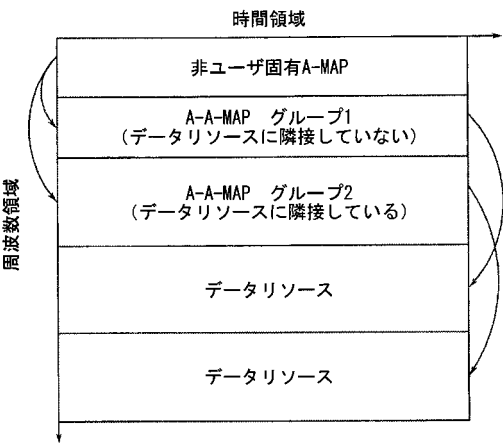 時間領域
周波数領域
非ユーザ固有A-MAP
A-A-MAP グループ1
(データリソースに隣接していない)
A-A-MAP グループ2
(データリソースに隣接している)
データリソース
データリソース